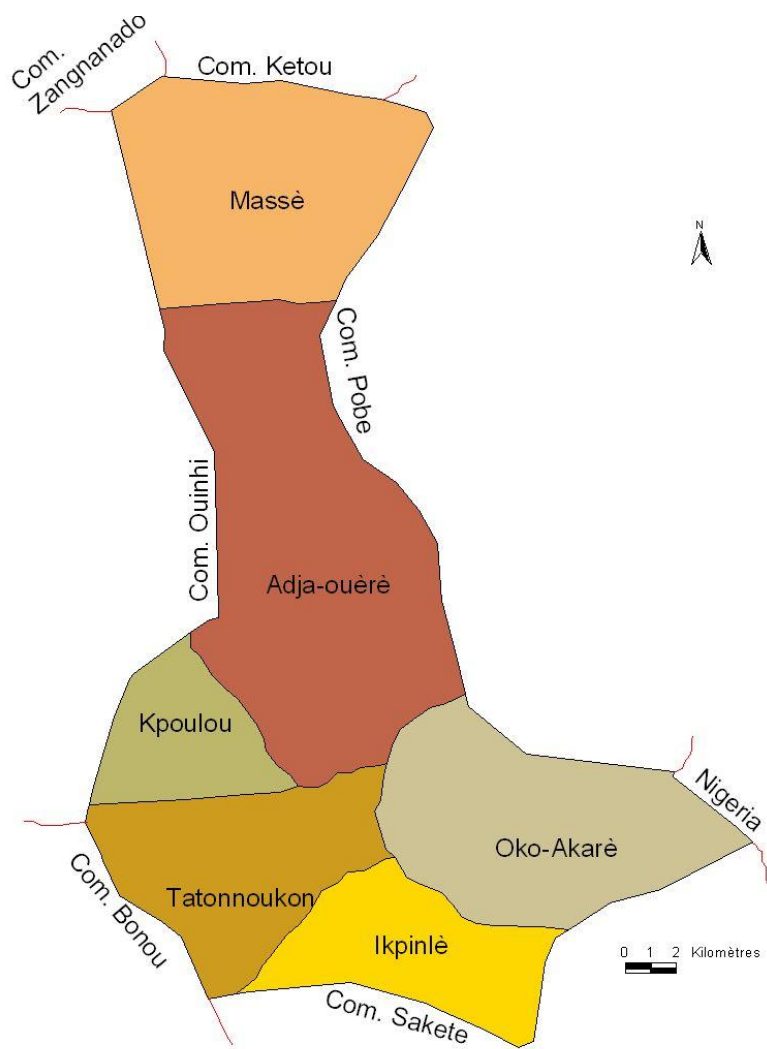 Com.
Zangnanado
Com. Ketou
Massè
N
Com. Pobe
Com. Ouinhi
Adja-ouèrè
Kpoulou
Nigeria
Oko-Akarè
Tatonnoukon
Com. Bonou
Ikpinlè
0 1 2 Kilomètres
Com. Sakete